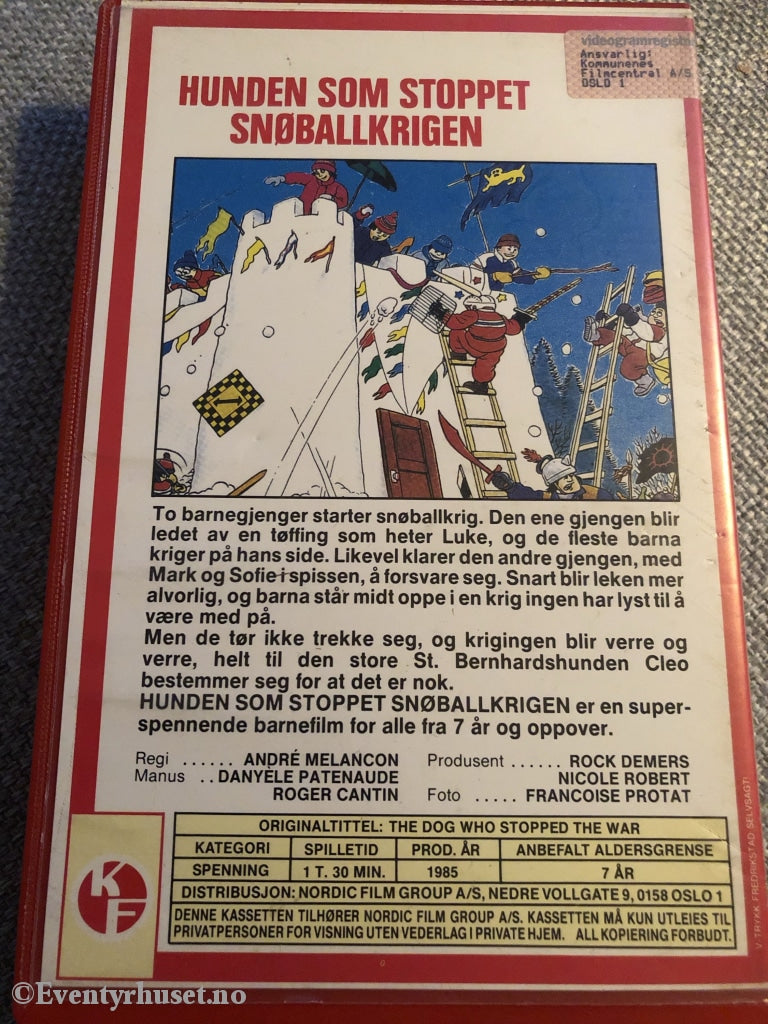 videogramregist
Ansvarlig:
Kommunenes
Filmcentral A/S
OSLO 1
HUNDEN SOM STOPPET
SNØBALLKRIGEN
To barnegjenger starter snøballkrig. Den ene gjengen blir
ledet av en tøffing som heter Luke, og de fleste barna
kriger på hans side. Likevel klarer den andre gjengen, med
Mark og Sofie i spissen, å forsvare seg. Snart blir leken mer
alvorlig, og barna står midt oppe i en krig ingen har lyst til å
være med på.
Men de tør ikke trekke seg, og krigingen blir verre og
verre, helt til den store St. Bernhardshunden Cleo
bestemmer seg for at det er nok.
HUNDEN SOM STOPPET SNØBALLKRIGEN er en super-
spennende barnefilm for alle fra 7 år og oppover.
Regi ...... ANDRÉ MELANCON
Manus .. DANYÈLE PATENAUDE
ROGER CANTIN
Produsent ...... ROCK DEMERS
NICOLE ROBERT
Foto ..... FRANCOISE PROTAT
ORIGINALTITTEL: THE DOG WHO STOPPED THE WAR
KATEGORI SPILLETID PROD. ÅR ANBEFALT ALDERSGRENSE
SPENNING 1 T. 30 MIN. 1985 7 ÅR
DISTRIBUSJON: NORDIC FILM GROUP A/S, NEDRE VOLLGATE 9, 0158 OSLO 1
DENNE KASSETTEN TILHØRER NORDIC FILM GROUP A/S. KASSETTEN MÅ KUN UTLEIES TIL
PRIVATPERSONER FOR VISNING UTEN VEDERLAG I PRIVATE HJEM. ALL KOPIERING FORBUDT.
KF
V-TRYKK FREDRIKSTAD SELVSAGT!
©Eventyrhuset.no